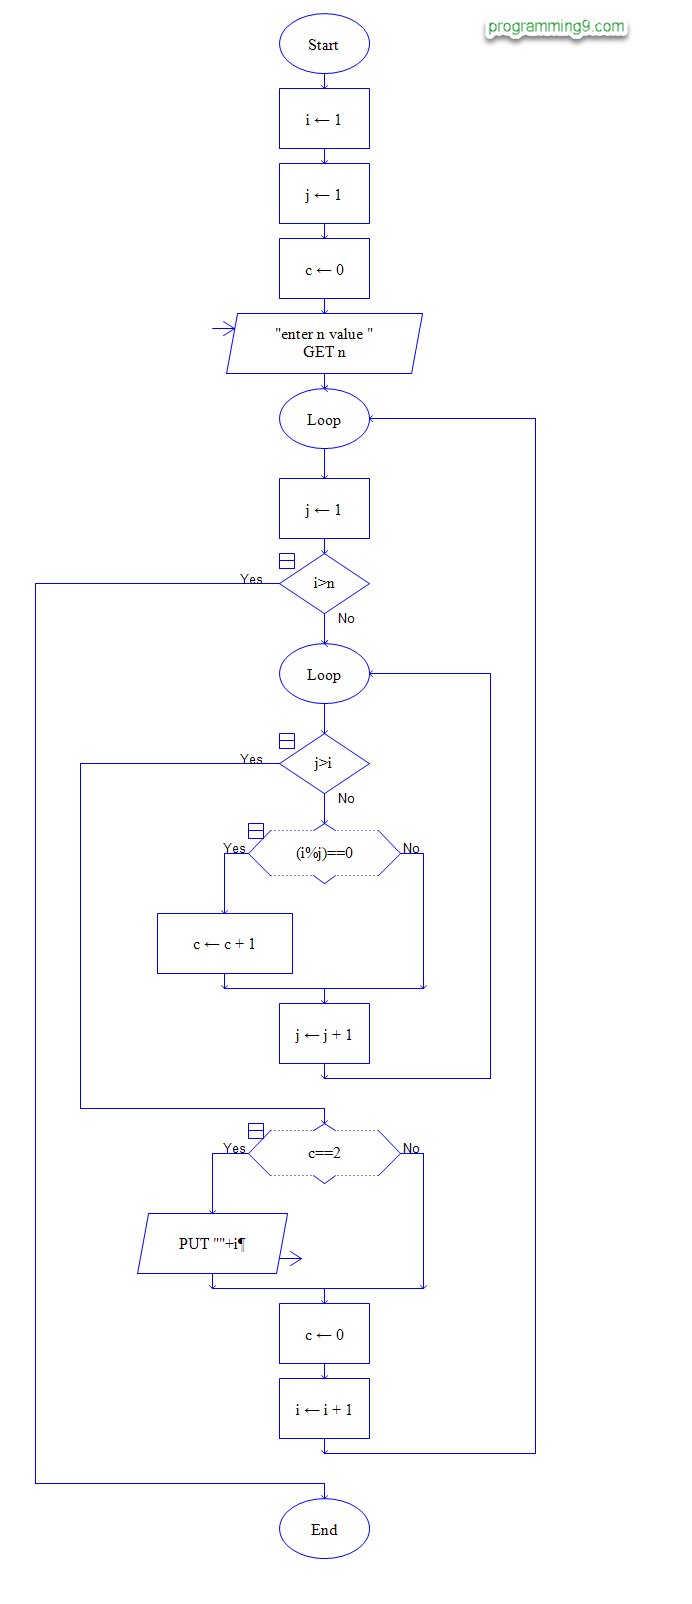 programming9.com
Start
i ← 1
j ← 1
c ← 0
"enter n value "
GET n
Loop
j ← 1
Yes
i>n
No
Loop
Yes
j>i
No
Yes
(i%j)==0
No
c ← c + 1
j ← j + 1
Yes
c==2
No
PUT ""+i¶
c ← 0
i ← i + 1
End